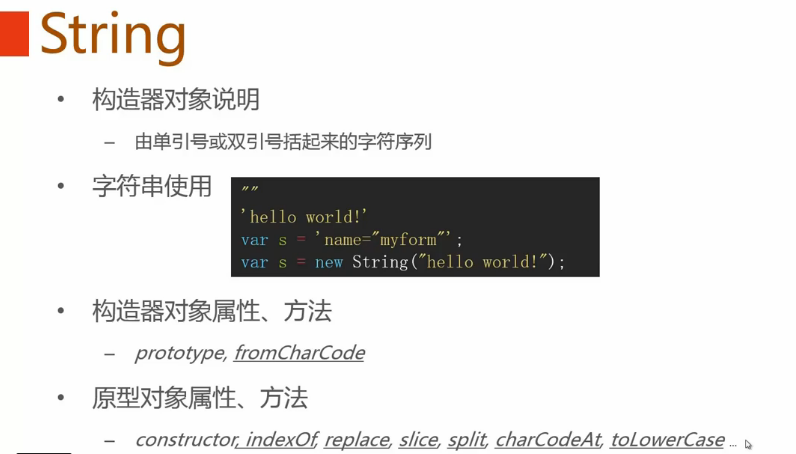 String
• 构造器对象说明
– 由单引号或双引号括起来的字符序列
• 字符串使用
""
'hello world!'
var s = 'name="myform"';
var s = new String("hello world!");
• 构造器对象属性、方法
– prototype, fromCharCode
• 原型对象属性、方法
– constructor, indexOf, replace, slice, split, charCodeAt, toLowerCase ...